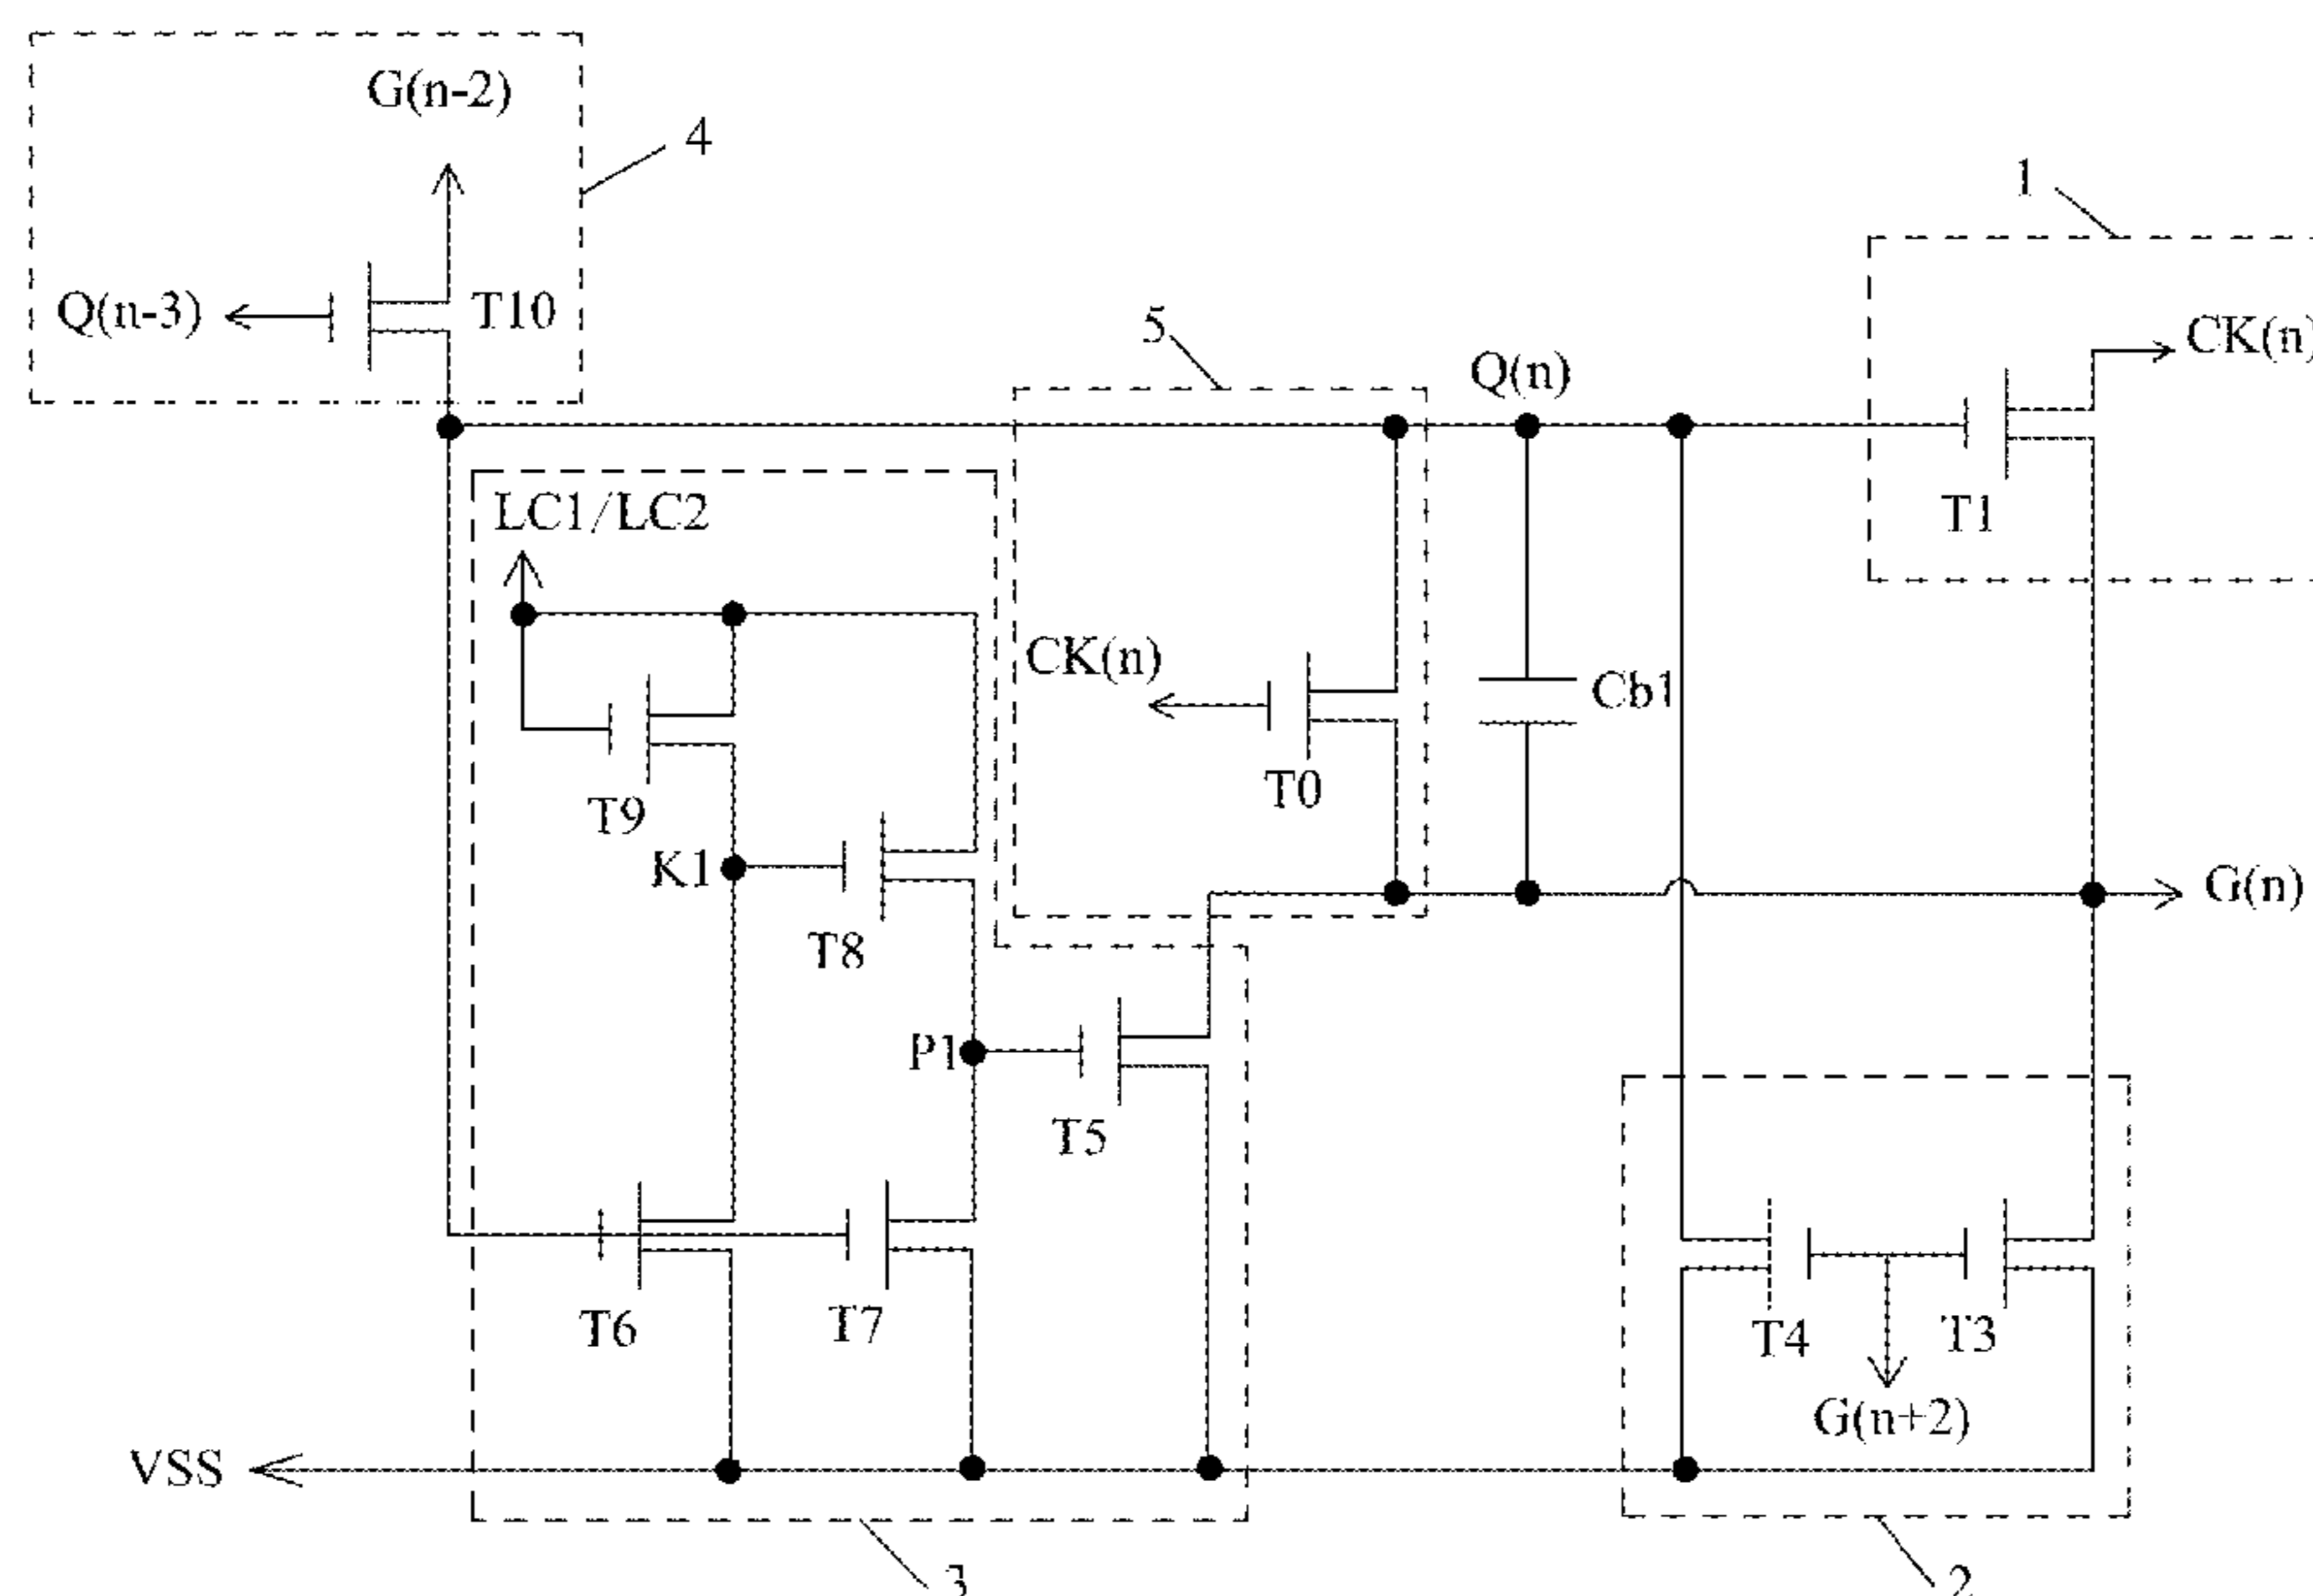 G(n-2)
4
1
Q(n-3)
T10
5
CK(n)
Q(n)
LC1/LC2
T1
CK(n)
Cb1
T0
T9
K1
G(n)
T8
P1
T5
T6
T7
T4
T3
G(n+2)
VSS
3
2